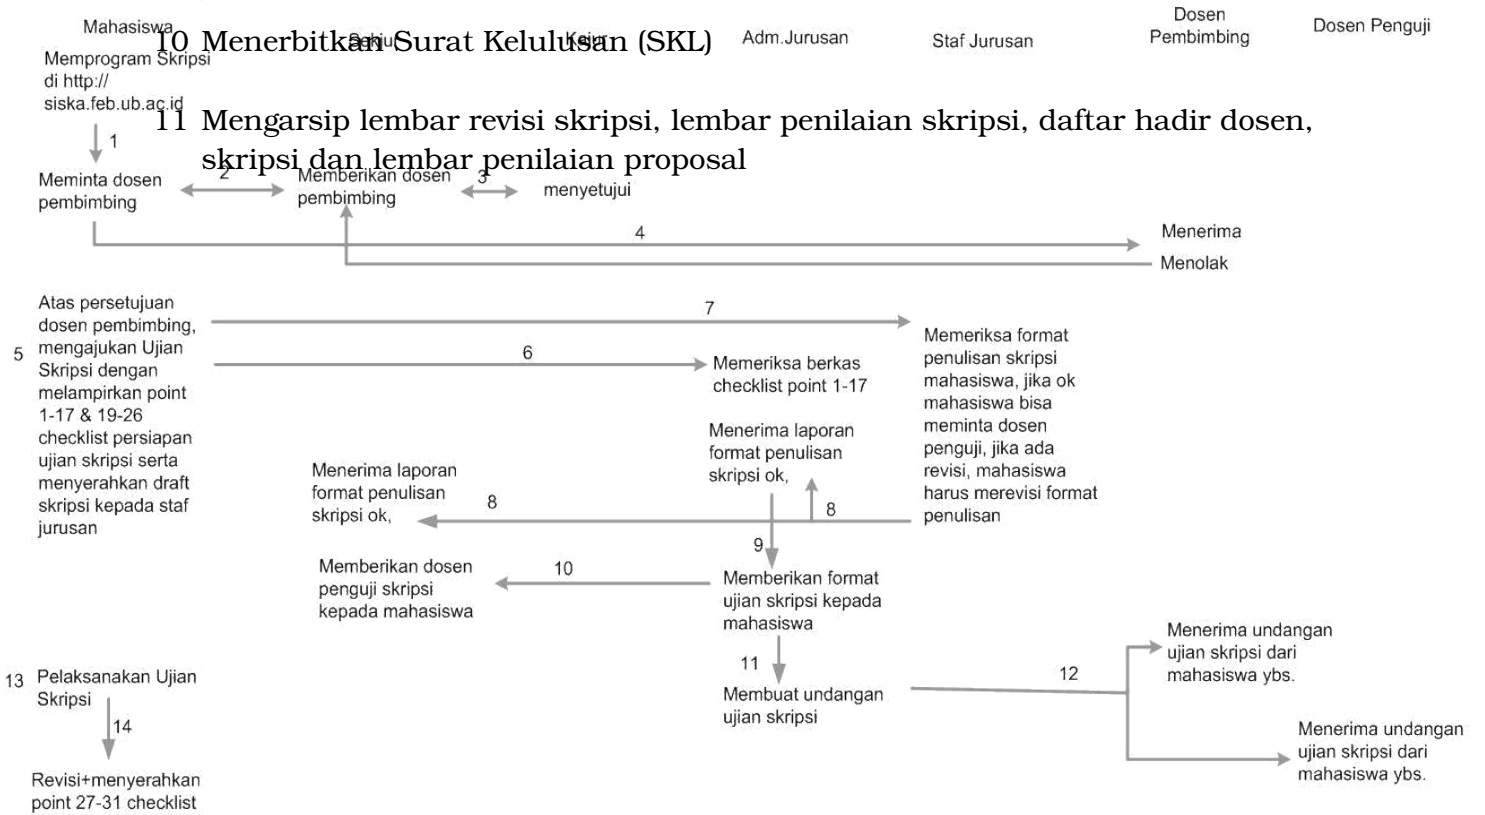 Mahasiswa
Sekjur
Kajur
Adm.Jurusan
Staf Jurusan
Dosen
Pembimbing
Dosen Penguji
10 Menerbitkan Surat Kelulusan (SKL)
Memprogram Skripsi
di http://
siska.feb.ub.ac.id
11 Mengarsip lembar revisi skripsi, lembar penilaian skripsi, daftar hadir dosen,
skripsi dan lembar penilaian proposal
1
Meminta dosen
pembimbing
2
Memberikan dosen
pembimbing
3
menyetujui
4
Menerima
Menolak
5
Atas persetujuan
dosen pembimbing,
mengajukan Ujian
Skripsi dengan
melampirkan point
1-17 & 19-26
checklist persiapan
ujian skripsi serta
menyerahkan draft
skripsi kepada staf
jurusan
7
6
Memeriksa berkas
checklist point 1-17
Memeriksa format
penulisan skripsi
mahasiswa, jika ok
mahasiswa bisa
meminta dosen
penguji, jika ada
revisi, mahasiswa
harus merevisi format
penulisan
Menerima laporan
format penulisan
skripsi ok,
8
Menerima laporan
format penulisan
skripsi ok,
8
9
Memberikan format
ujian skripsi kepada
mahasiswa
10
Memberikan dosen
penguji skripsi
kepada mahasiswa
11
Membuat undangan
ujian skripsi
12
Menerima undangan
ujian skripsi dari
mahasiswa ybs.
Menerima undangan
ujian skripsi dari
mahasiswa ybs.
13
Pelaksanakan Ujian
Skripsi
14
Revisi+menyerahkan
point 27-31 checklist